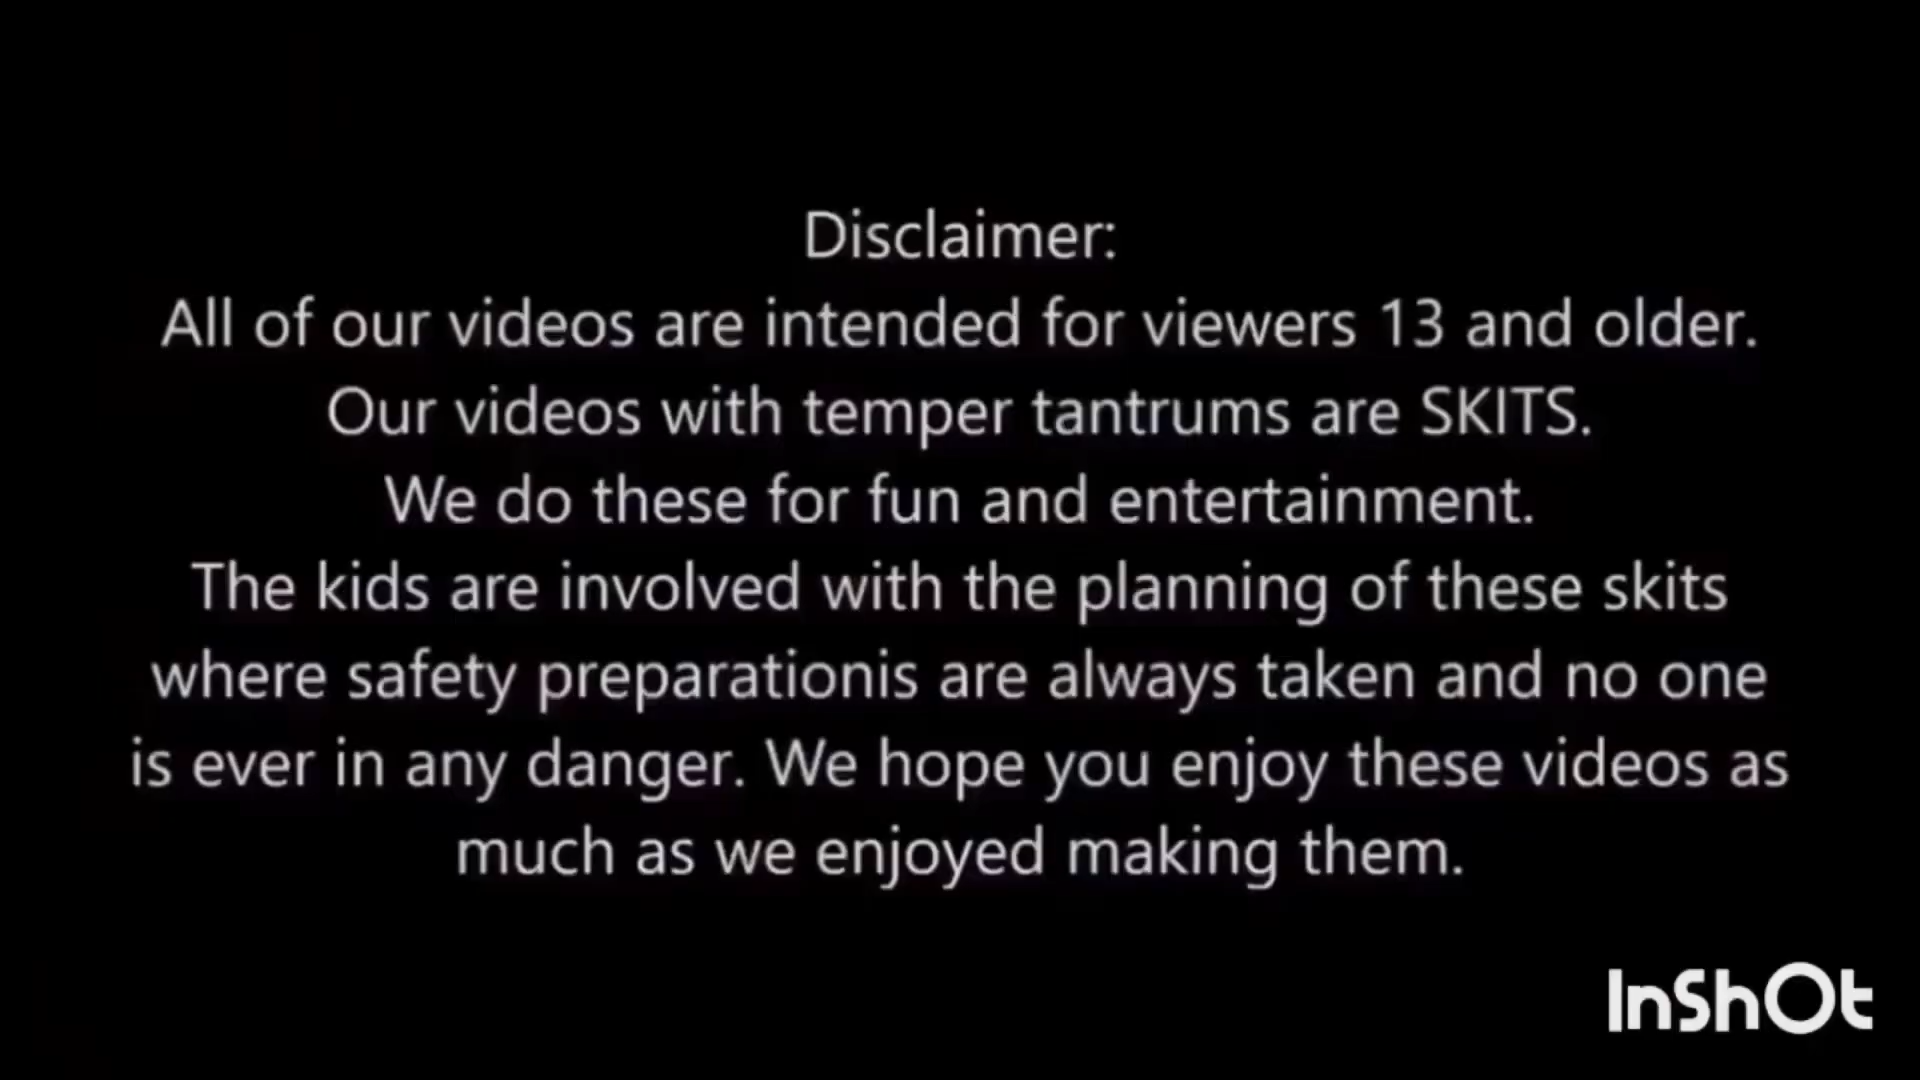 Disclaimer:
All of our videos are intended for viewers 13 and older.
Our videos with temper tantrums are SKITS.
We do these for fun and entertainment.
The kids are involved with the planning of these skits
where safety preparationis are always taken and no one
is ever in any danger. We hope you enjoy these videos as
much as we enjoyed making them.
InShOt